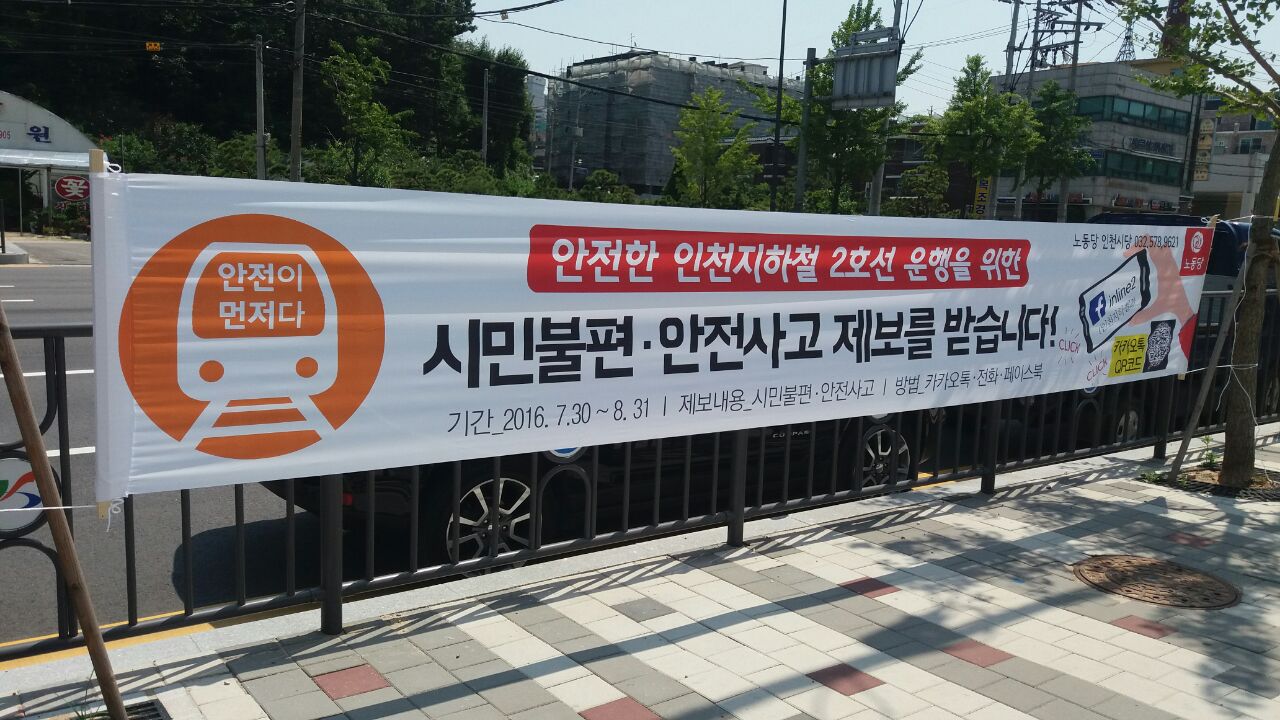 원
905
꽃
안전이
먼저다
안전한 인천지하철 2호선 운행을 위한
시민불편·안전사고 제보를 받습니다!
기간_2016. 7.30 ~ 8. 31 ㅣ 제보내용_시민불편·안전사고 ㅣ 방법_카카오톡·전화·페이스북
노동당 인천시당 032.578.9621
노동당
f inline2
CLICK
CLICK
카카오톡
QR코드